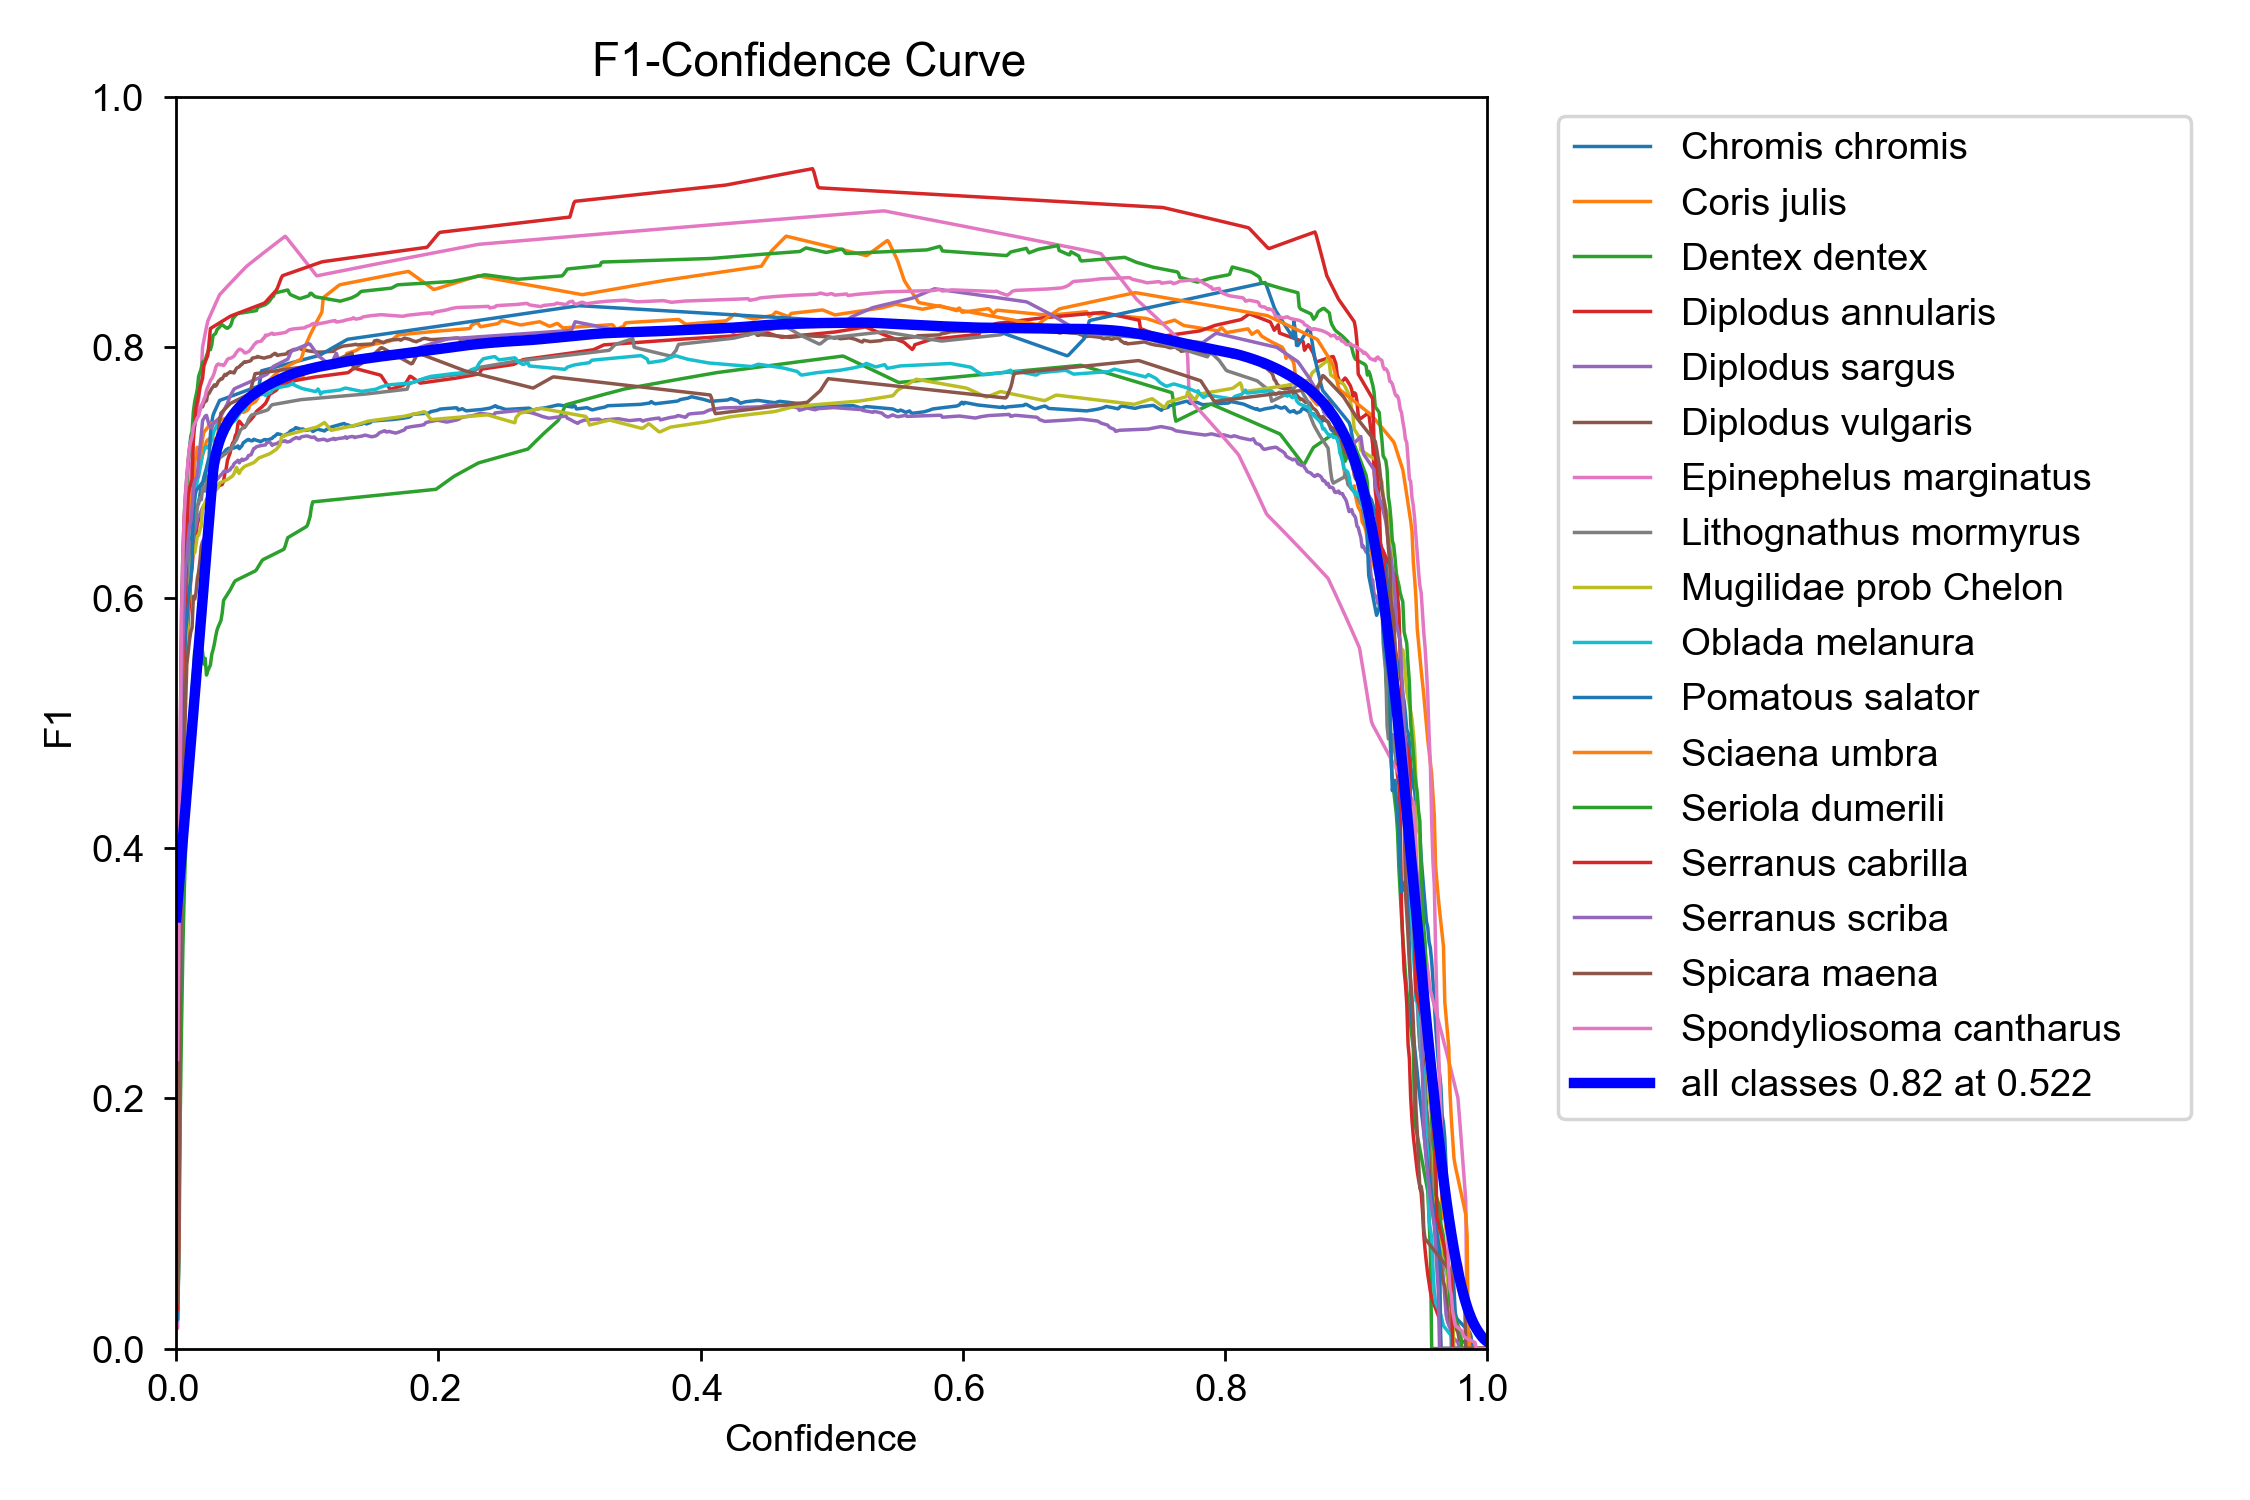 F1-Confidence Curve
1.0
0.8
0.6
0.4
0.2
0.0
F1
0.0 0.2 0.4 0.6 0.8 1.0
Confidence
Chromis chromis
Coris julis
Dentex dentex
Diplodus annularis
Diplodus sargus
Diplodus vulgaris
Epinephelus marginatus
Lithognathus mormyrus
Mugilidae prob Chelon
Oblada melanura
Pomatous salator
Sciaena umbra
Seriola dumerili
Serranus cabrilla
Serranus scriba
Spicara maena
Spondyliosoma cantharus
all classes 0.82 at 0.522